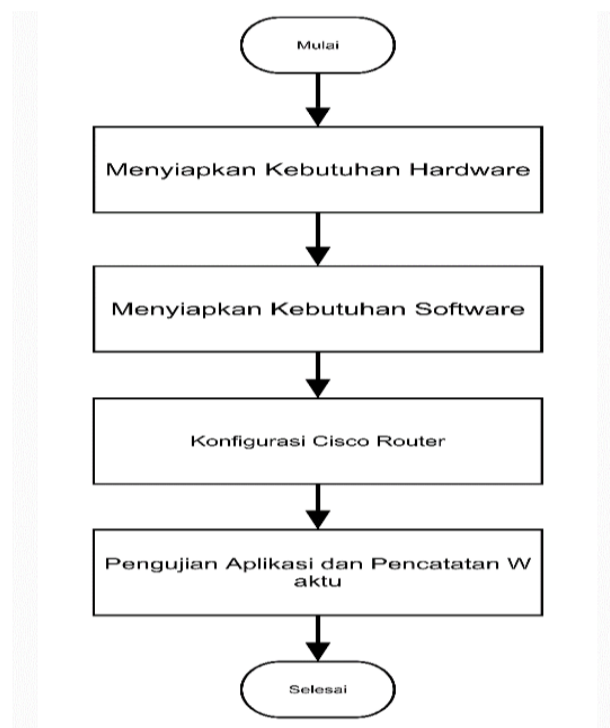 Mulai
Menyiapkan Kebutuhan Hardware
Menyiapkan Kebutuhan Software
Konfigurasi Cisco Router
Pengujian Aplikasi dan Pencatatan W
aktu
Selesai